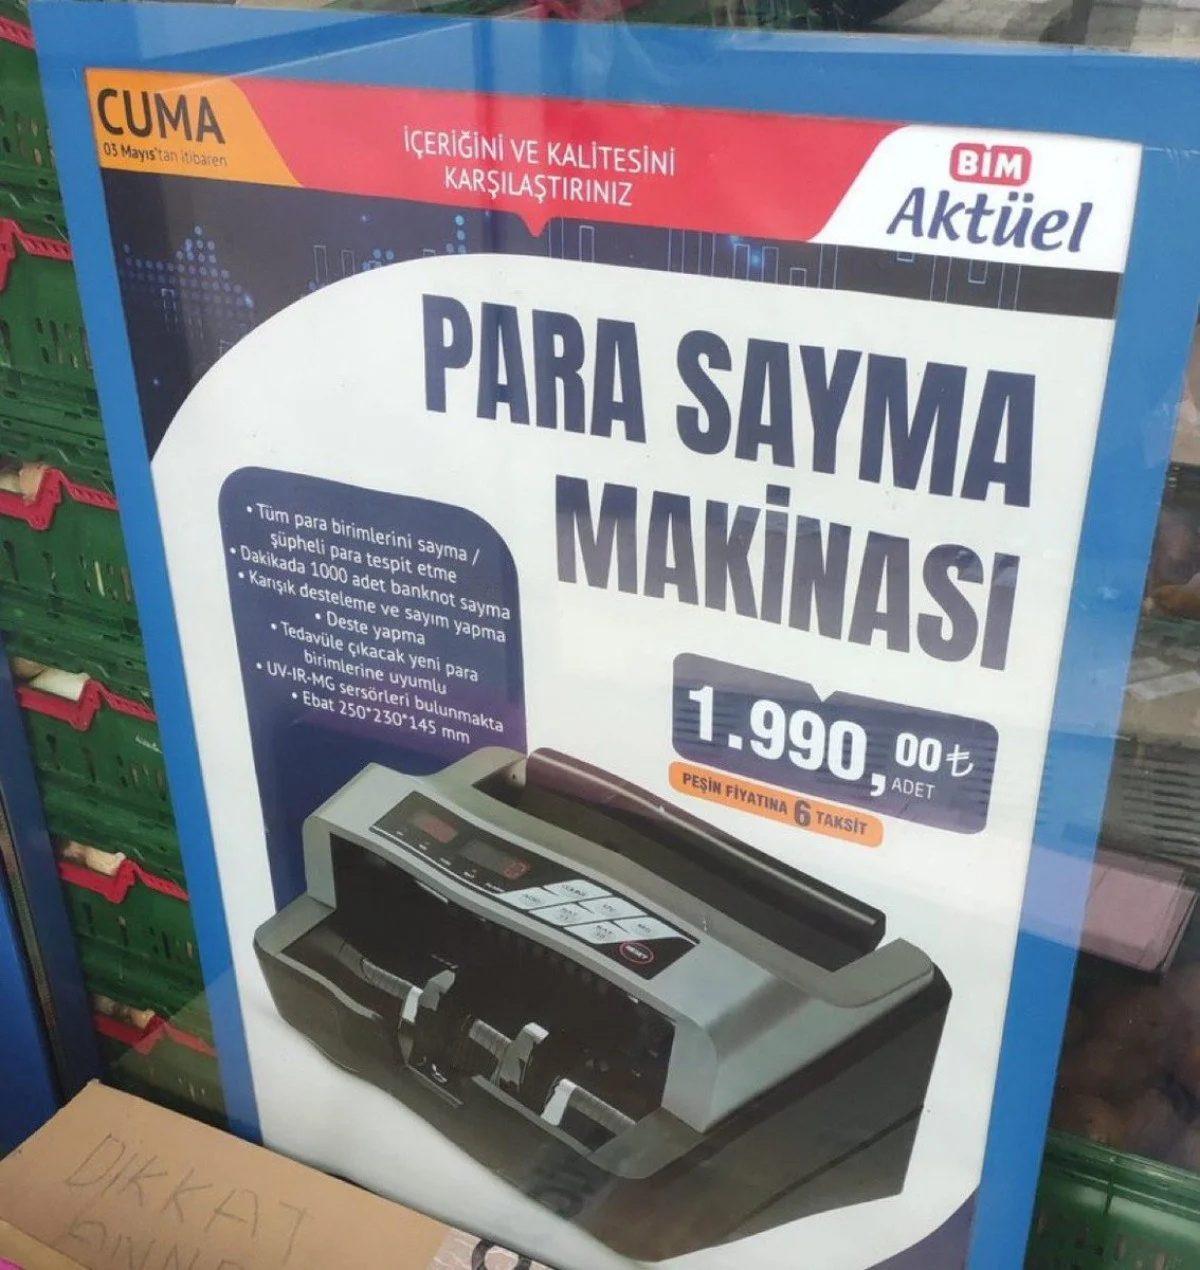 CUMA
03 Mayıs'tan itibaren
İÇERİĞİNİ VE KALİTESİNİ
KARŞILAŞTIRINIZ
BİM
Aktüel
PARA SAYMA
MAKİNASI
• Tüm para birimlerini sayma /
şüpheli para tespit etme
• Dakikada 1000 adet banknot sayma
• Karışık desteleme ve sayım yapma
• Deste yapma
• Tedavüle çıkacak yeni para
birimlerine uyumlu
• UV-IR-MG sersörleri bulunmakta
• Ebat 250*230*145 mm
1.990,00₺
ADET
PEŞİN FİYATINA 6 TAKSİT
RESET
DİKKAT